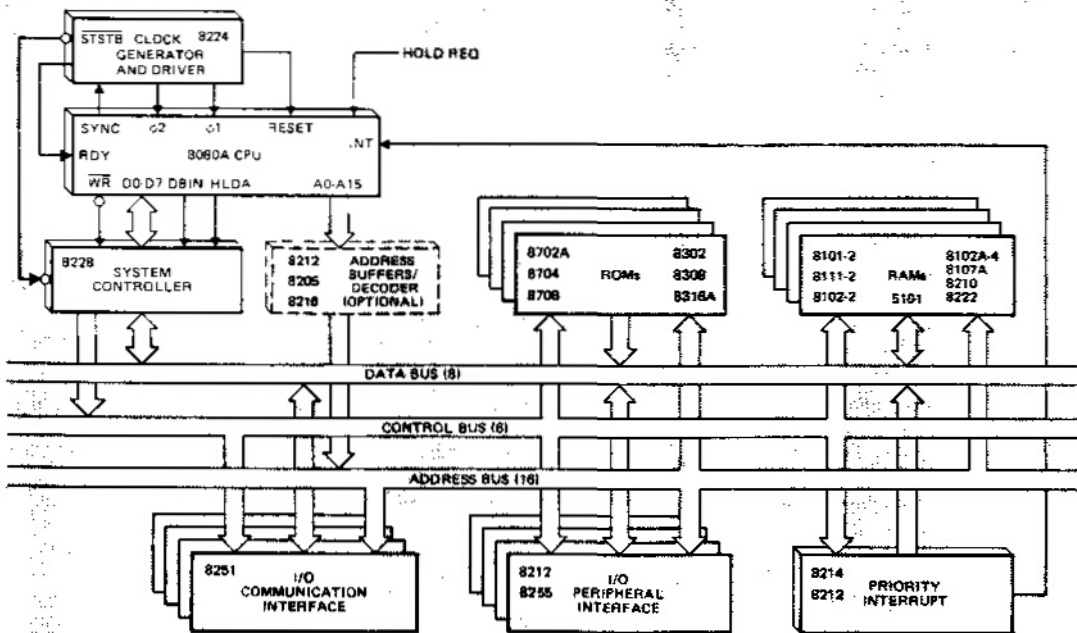 STSTB CLOCK 8224
GENERATOR
AND DRIVER
HOLD REQ
SYNC φ2 φ1 RESET
INT
RDY 8080A CPU
WR D0-D7 DBIN HLDA A0-A15
8228
SYSTEM
CONTROLLER
8212 ADDRESS
BUFFERS/
8205 DECODER
8216 (OPTIONAL)
8702A 8302
8704 ROMs 8308
8708 8316A
8101-2 8102A-4
8111-2 RAMs 8107A
8210
8102-2 5101 8222
DATA BUS (8)
CONTROL BUS (6)
ADDRESS BUS (16)
8251 I/O
COMMUNICATION
INTERFACE
8212 I/O
8255 PERIPHERAL
INTERFACE
8214 PRIORITY
8212 INTERRUPT